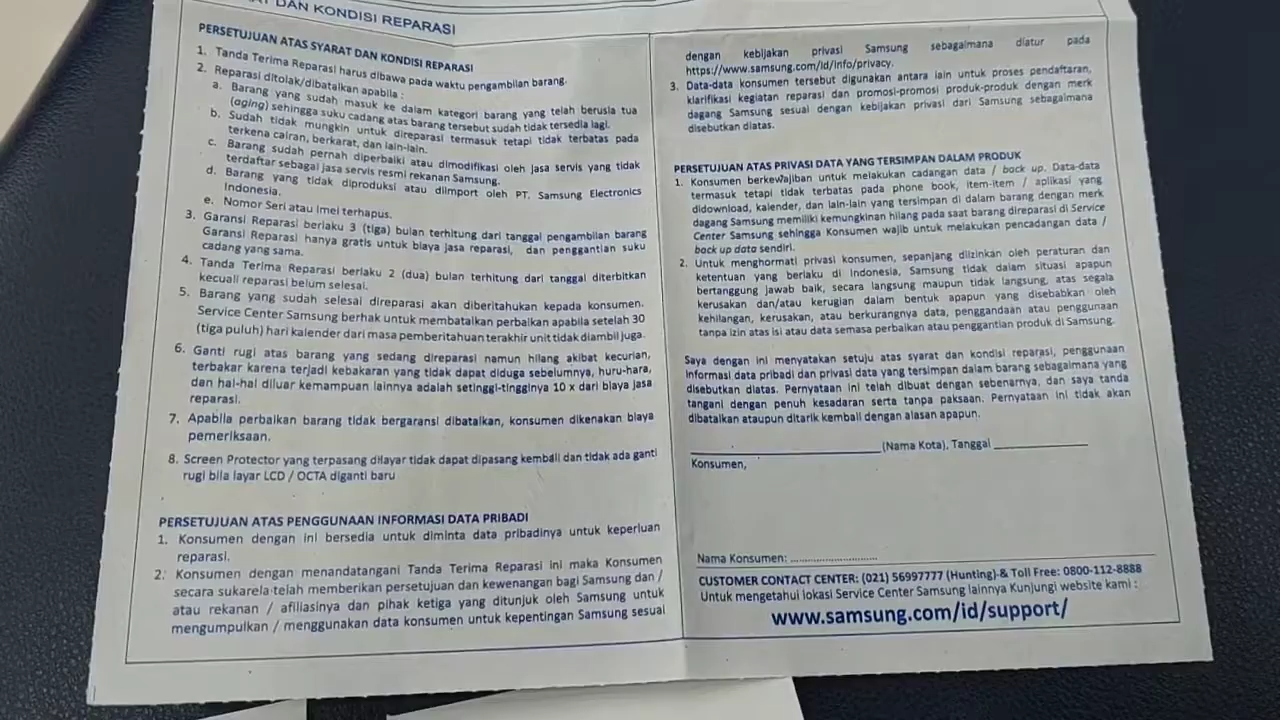 DAN KONDISI REPARASI
PERSETUJUAN ATAS SYARAT DAN KONDISI REPARASI
1. Tanda Terima Reparasi harus dibawa pada waktu pengambilan barang.
2. Reparasi ditolak/dibatalkan apabila :
a. Barang yang sudah masuk ke dalam kategori barang yang telah berusia tua
(aging) sehingga suku cadang atas barang tersebut sudah tidak tersedia lagi.
b. Sudah tidak mungkin untuk direparasi termasuk tetapi tidak terbatas pada
terkena cairan, berkarat, dan lain-lain.
c. Barang sudah pernah diperbaiki atau dimodifikasi oleh jasa servis yang tidak
terdaftar sebagai jasa servis resmi rekanan Samsung.
d. Barang yang tidak diproduksi atau diimport oleh PT. Samsung Electronics
Indonesia.
e. Nomor Seri atau Imei terhapus.
3. Garansi Reparasi berlaku 3 (tiga) bulan terhitung dari tanggal pengambilan barang
Garansi Reparasi hanya gratis untuk biaya jasa reparasi, dan penggantian suku
cadang yang sama.
4. Tanda Terima Reparasi berlaku 2 (dua) bulan terhitung dari tanggal diterbitkan
kecuali reparasi belum selesai.
5. Barang yang sudah selesai direparasi akan diberitahukan kepada konsumen.
Service Center Samsung berhak untuk membatalkan perbaikan apabila setelah 30
(tiga puluh) hari kalender dari masa pemberitahuan terakhir unit tidak diambil juga.
6. Ganti rugi atas barang yang sedang direparasi namun hilang akibat kecurian,
terbakar karena terjadi kebakaran yang tidak dapat diduga sebelumnya, huru-hara,
dan hal-hal diluar kemampuan lainnya adalah setinggi-tingginya 10 x dari biaya jasa
reparasi.
7. Apabila perbaikan barang tidak bergaransi dibatalkan, konsumen dikenakan biaya
pemeriksaan.
8. Screen Protector yang terpasang dilayar tidak dapat dipasang kembali dan tidak ada ganti
rugi bila layar LCD / OCTA diganti baru
PERSETUJUAN ATAS PENGGUNAAN INFORMASI DATA PRIBADI
1. Konsumen dengan ini bersedia untuk diminta data pribadinya untuk keperluan
reparasi.
2. Konsumen dengan menandatangani Tanda Terima Reparasi ini maka Konsumen
secara sukarela telah memberikan persetujuan dan kewenangan bagi Samsung dan /
atau rekanan / afiliasinya dan pihak ketiga yang ditunjuk oleh Samsung untuk
mengumpulkan / menggunakan data konsumen untuk kepentingan Samsung sesuai
dengan kebijakan privasi Samsung sebagaimana diatur pada
https://www.samsung.com/id/info/privacy.
3. Data-data konsumen tersebut digunakan antara lain untuk proses pendaftaran,
klarifikasi kegiatan reparasi dan promosi-promosi produk-produk dengan merk
dagang Samsung sesuai dengan kebijakan privasi dari Samsung sebagaimana
disebutkan diatas.
PERSETUJUAN ATAS PRIVASI DATA YANG TERSIMPAN DALAM PRODUK
1. Konsumen berkewajiban untuk melakukan cadangan data / back up. Data-data
termasuk tetapi tidak terbatas pada phone book, item-item / aplikasi yang
didownload, kalender, dan lain-lain yang tersimpan di dalam barang dengan merk
dagang Samsung memiliki kemungkinan hilang pada saat barang direparasi di Service
Center Samsung sehingga Konsumen wajib untuk melakukan pencadangan data /
back up data sendiri.
2. Untuk menghormati privasi konsumen, sepanjang diizinkan oleh peraturan dan
ketentuan yang berlaku di Indonesia, Samsung tidak dalam situasi apapun
bertanggung jawab baik, secara langsung maupun tidak langsung, atas segala
kerusakan dan/atau kerugian dalam bentuk apapun yang disebabkan oleh
kehilangan, kerusakan, atau berkurangnya data, penggandaan atau penggunaan
tanpa izin atas isi atau data semasa perbaikan atau penggantian produk di Samsung.
Saya dengan ini menyatakan setuju atas syarat dan kondisi reparasi, penggunaan
informasi data pribadi dan privasi data yang tersimpan dalam barang sebagaimana yang
disebutkan diatas. Pernyataan ini telah dibuat dengan sebenarnya, dan saya tanda
tangani dengan penuh kesadaran serta tanpa paksaan. Pernyataan ini tidak akan
dibatalkan ataupun ditarik kembali dengan alasan apapun.
____________________(Nama Kota), Tanggal __________
Konsumen,
Nama Konsumen: ..............................
CUSTOMER CONTACT CENTER: (021) 56997777 (Hunting)-& Toll Free: 0800-112-8888
Untuk mengetahui lokasi Service Center Samsung lainnya Kunjungi website kami :
www.samsung.com/id/support/